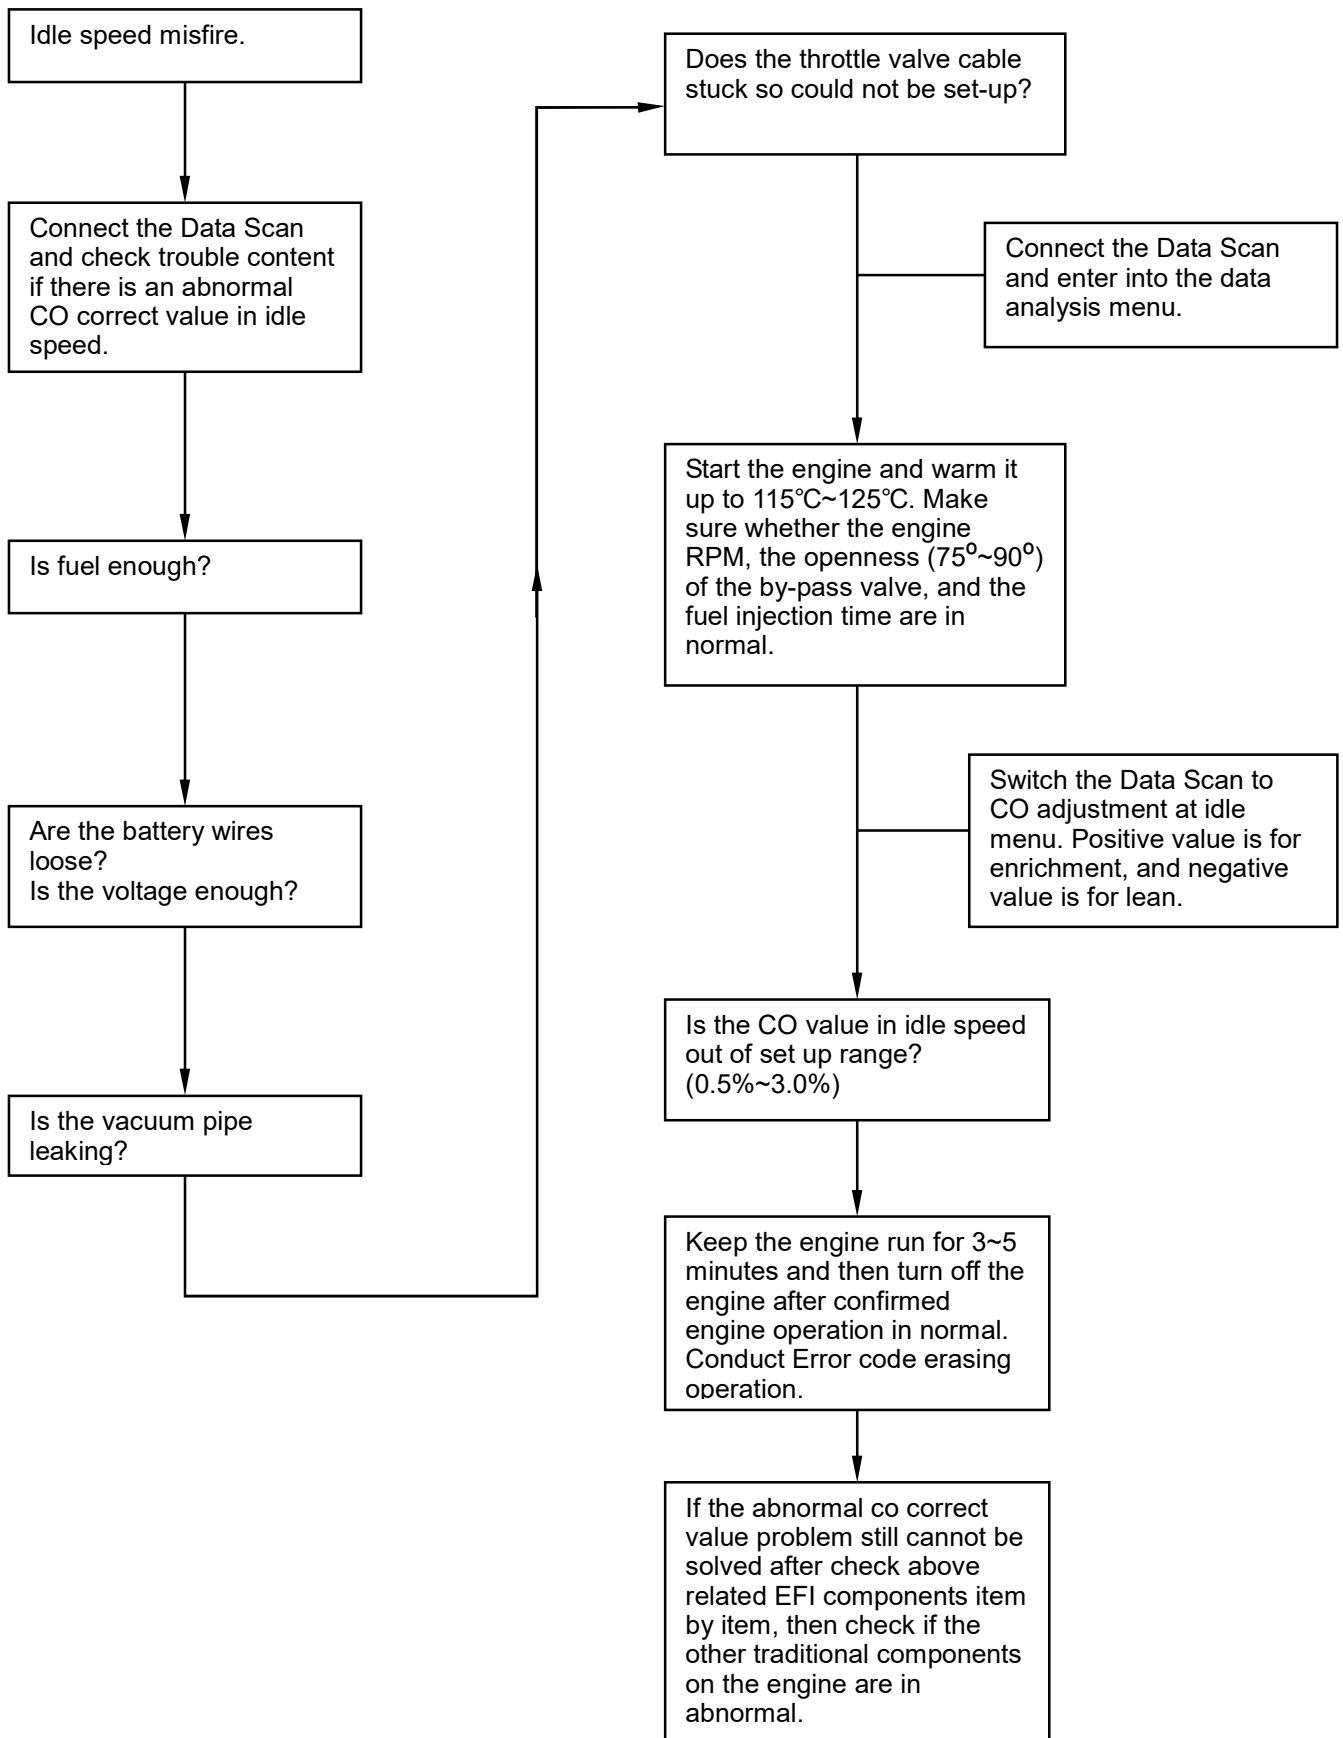 Idle speed misfire.
Connect the Data Scan
and check trouble content
if there is an abnormal
CO correct value in idle
speed.
Is fuel enough?
Are the battery wires
loose?
Is the voltage enough?
Is the vacuum pipe
leaking?
Does the throttle valve cable
stuck so could not be set-up?
Connect the Data Scan
and enter into the data
analysis menu.
Start the engine and warm it
up to 115℃~125℃. Make
sure whether the engine
RPM, the openness (75⁰~90⁰)
of the by-pass valve, and the
fuel injection time are in
normal.
Switch the Data Scan to
CO adjustment at idle
menu. Positive value is for
enrichment, and negative
value is for lean.
Is the CO value in idle speed
out of set up range?
(0.5%~3.0%)
Keep the engine run for 3~5
minutes and then turn off the
engine after confirmed
engine operation in normal.
Conduct Error code erasing
operation.
If the abnormal co correct
value problem still cannot be
solved after check above
related EFI components item
by item, then check if the
other traditional components
on the engine are in
abnormal.